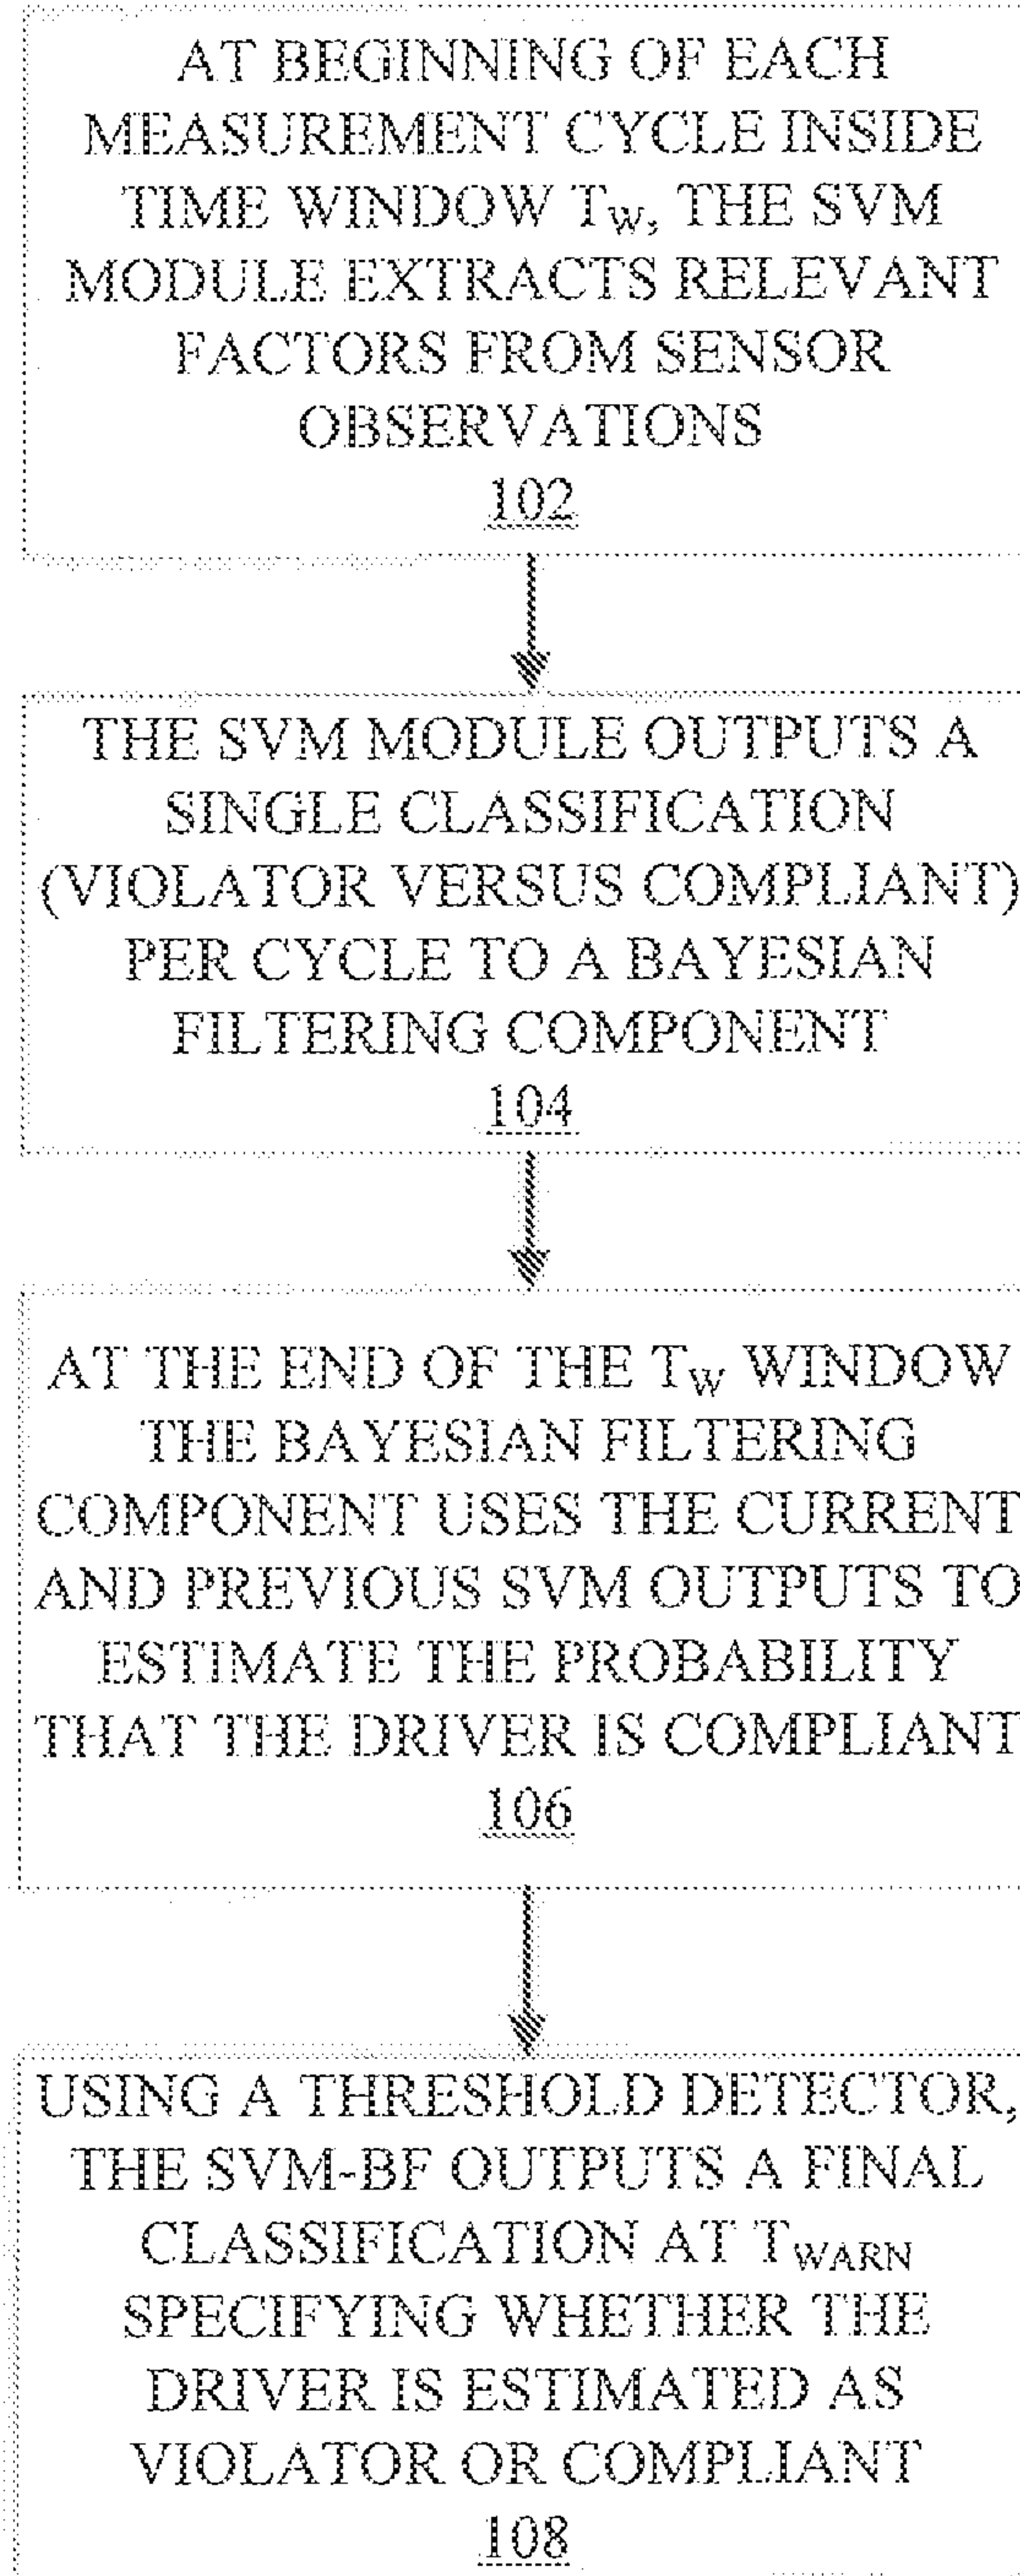 AT BEGINNING OF EACH
MEASUREMENT CYCLE INSIDE
TIME WINDOW TW, THE SVM
MODULE EXTRACTS RELEVANT
FACTORS FROM SENSOR
OBSERVATIONS
102
THE SVM MODULE OUTPUTS A
SINGLE CLASSIFICATION
(VIOLATOR VERSUS COMPLIANT)
PER CYCLE TO A BAYESIAN
FILTERING COMPONENT
104
AT THE END OF THE TW WINDOW
THE BAYESIAN FILTERING
COMPONENT USES THE CURRENT
AND PREVIOUS SVM OUTPUTS TO
ESTIMATE THE PROBABILITY
THAT THE DRIVER IS COMPLIANT
106
USING A THRESHOLD DETECTOR,
THE SVM-BF OUTPUTS A FINAL
CLASSIFICATION AT TWARN
SPECIFYING WHETHER THE
DRIVER IS ESTIMATED AS
VIOLATOR OR COMPLIANT
108